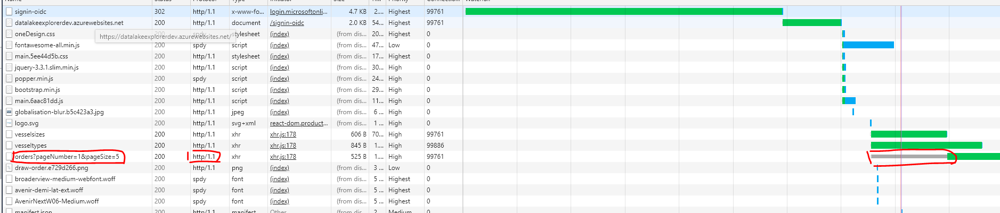 Name Status Protocol Type Initiator Size Priority Connectio... Waterfall
signin-oidc 302 http/1.1 x-www-fo... login.microsoftonli... 4.7 KB 2.... Highest 99761
datalakeexplorerdev.azurewebsites.net 200 http/1.1 document /signin-oidc 2.0 KB 54... Highest 99761
oneDesign.css 200 spdy stylesheet (index) (from dis... 20... Highest 0
https://datalakeexplorerdev.azurewebsites.net/
fontawesome-all.min.js 200 spdy script (index) (from dis... 47... Low 0
main.5ee44d5b.css 200 http/1.1 stylesheet (index) (from dis... 17... Highest 0
jquery-3.3.1.slim.min.js 200 http/1.1 script (index) (from dis... 30... High 0
popper.min.js 200 spdy script (index) (from dis... 24... High 0
bootstrap.min.js 200 http/1.1 script (index) (from dis... 29... High 0
main.6aac81dd.js 200 http/1.1 script (index) (from dis... 11... High 0
globalisation-blur.b5c423a3.jpg 200 http/1.1 jpeg (index) (from dis... 6 ... High 0
logo.svg 200 http/1.1 svg+xml react-dom.product... (from dis... 1 ... High 0
vesselsizes 200 http/1.1 xhr xhr.js:178 606 B 70... High 99761
vesseltypes 200 http/1.1 xhr xhr.js:178 845 B 1.... High 99886
orders?pageNumber=1&pageSize=5 200 http/1.1 xhr xhr.js:178 525 B 1.... High 99761
draw-order.e729d266.png 200 http/1.1 png (index) (from dis... 3 ... Low 0
broaderview-medium-webfont.woff 200 spdy font (index) (from dis... 5 ... Highest 0
avenir-demi-lat-ext.woff 200 spdy font (index) (from dis... 5 ... Highest 0
AvenirNextW06-Medium.woff 200 spdy font (index) (from dis... 5 ... Highest 0
manifest.json 200 http/1.1 manifest Other (from dis... 2 Medium 0